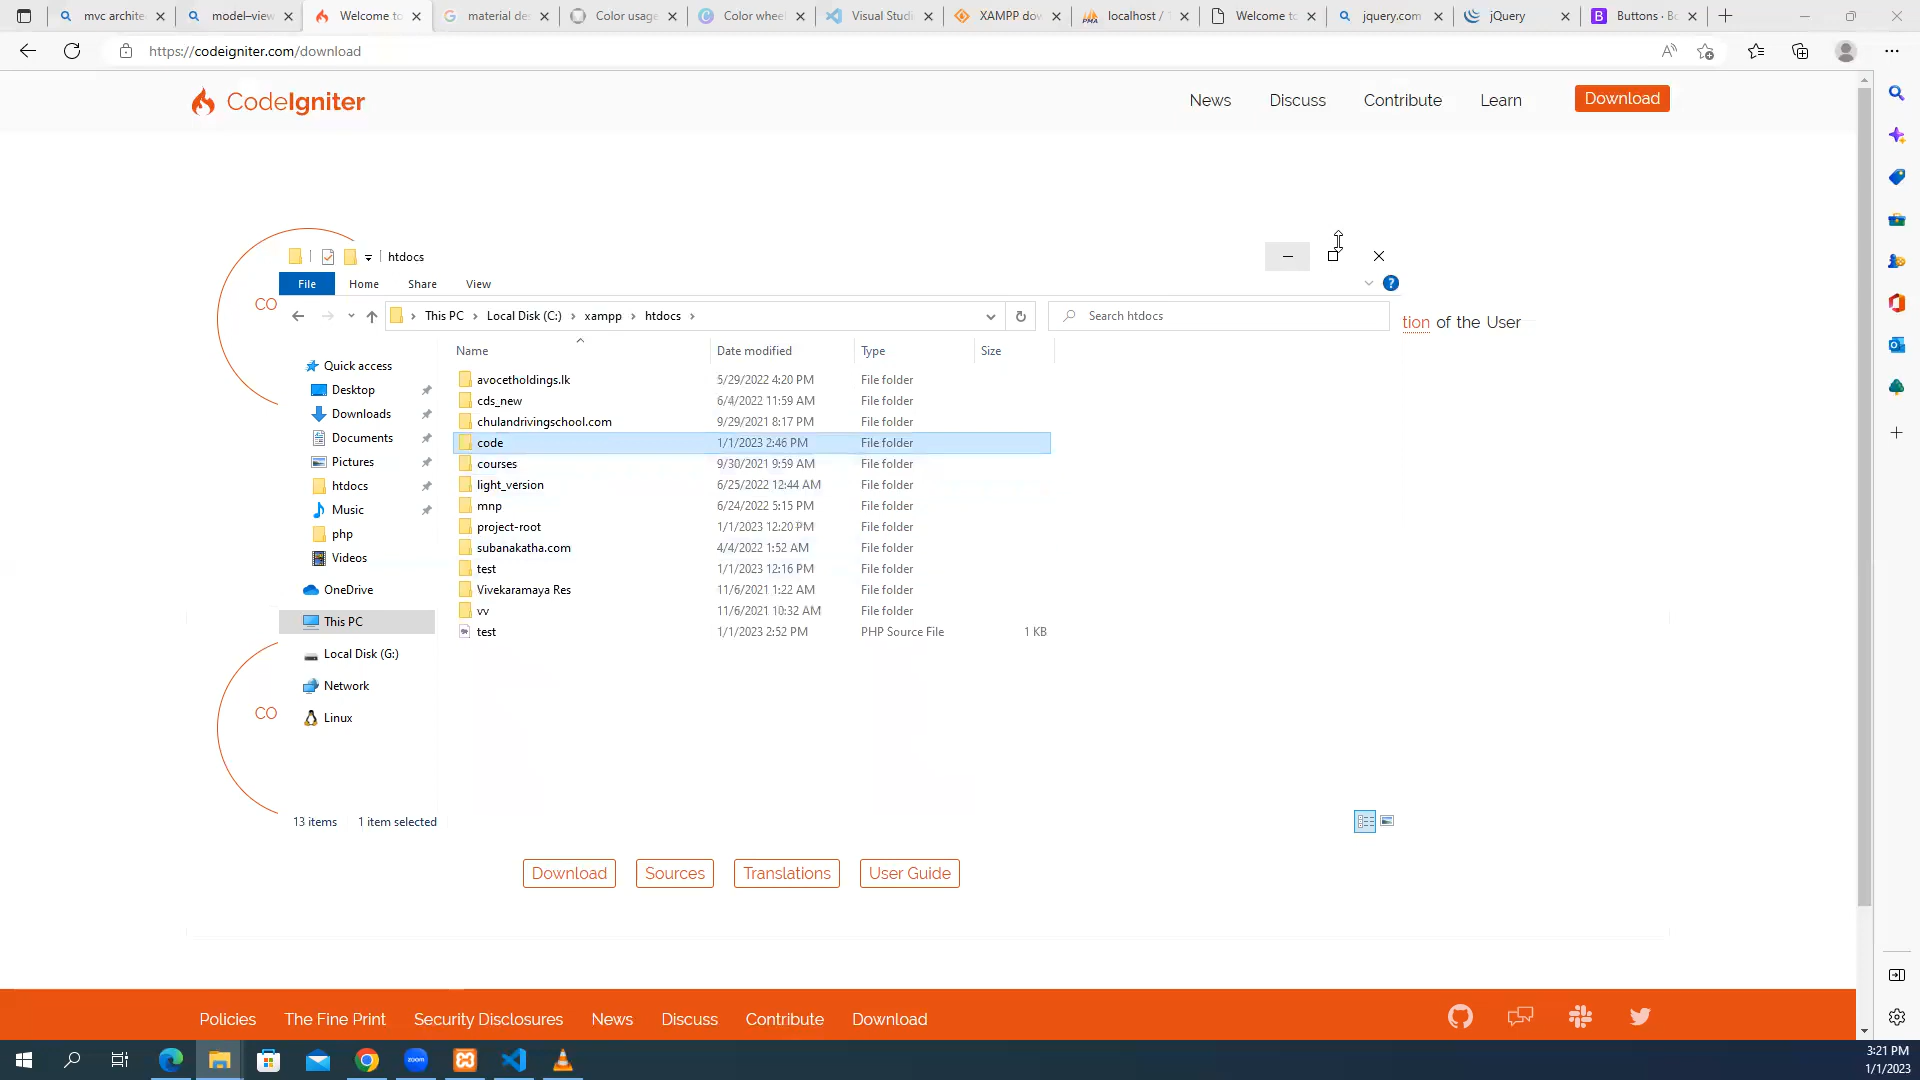 mvc archite
model–view
Welcome to
material de
Color usage
Color whee
Visual Studi
XAMPP dov
localhost / 1
Welcome to
jquery.com
jQuery
Buttons · Bo
https://codeigniter.com/download
CodeIgniter
News
Discuss
Contribute
Learn
Download
htdocs
File
Home
Share
View
CO
This PC
Local Disk (C:)
xampp
htdocs
Search htdocs
tion of the User
Name
Date modified
Type
Size
Quick access
Desktop
Downloads
Documents
Pictures
htdocs
Music
php
Videos
OneDrive
This PC
Local Disk (G:)
Network
Linux
avocetholdings.lk 5/29/2022 4:20 PM File folder
cds_new 6/4/2022 11:59 AM File folder
chulandrivingschool.com 9/29/2021 8:17 PM File folder
code 1/1/2023 2:46 PM File folder
courses 9/30/2021 9:59 AM File folder
light_version 6/25/2022 12:44 AM File folder
mnp 6/24/2022 5:15 PM File folder
project-root 1/1/2023 12:20 PM File folder
subanakatha.com 4/4/2022 1:52 AM File folder
test 1/1/2023 12:16 PM File folder
Vivekaramaya Res 11/6/2021 1:22 AM File folder
vv 11/6/2021 10:32 AM File folder
test 1/1/2023 2:52 PM PHP Source File 1 KB
CO
13 items
1 item selected
Download
Sources
Translations
User Guide
Policies
The Fine Print
Security Disclosures
News
Discuss
Contribute
Download
zoom
3:21 PM
1/1/2023